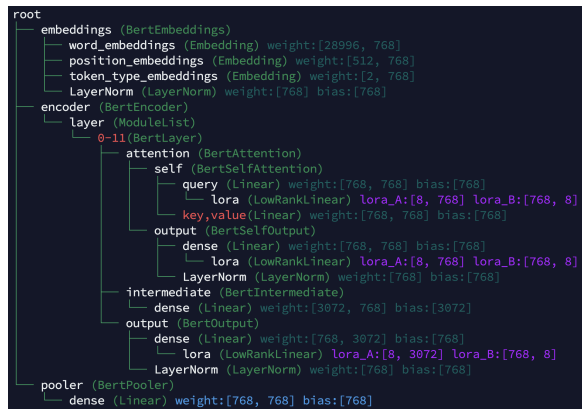 root
embeddings (BertEmbeddings)
word_embeddings (Embedding) weight:[28996, 768]
position_embeddings (Embedding) weight:[512, 768]
token_type_embeddings (Embedding) weight:[2, 768]
LayerNorm (LayerNorm) weight:[768] bias:[768]
encoder (BertEncoder)
layer (ModuleList)
0-11(BertLayer)
attention (BertAttention)
self (BertSelfAttention)
query (Linear) weight:[768, 768] bias:[768]
lora (LowRankLinear) lora_A:[8, 768] lora_B:[768, 8]
key,value(Linear) weight:[768, 768] bias:[768]
output (BertSelfOutput)
dense (Linear) weight:[768, 768] bias:[768]
lora (LowRankLinear) lora_A:[8, 768] lora_B:[768, 8]
LayerNorm (LayerNorm) weight:[768] bias:[768]
intermediate (BertIntermediate)
dense (Linear) weight:[3072, 768] bias:[3072]
output (BertOutput)
dense (Linear) weight:[768, 3072] bias:[768]
lora (LowRankLinear) lora_A:[8, 3072] lora_B:[768, 8]
LayerNorm (LayerNorm) weight:[768] bias:[768]
pooler (BertPooler)
dense (Linear) weight:[768, 768] bias:[768]